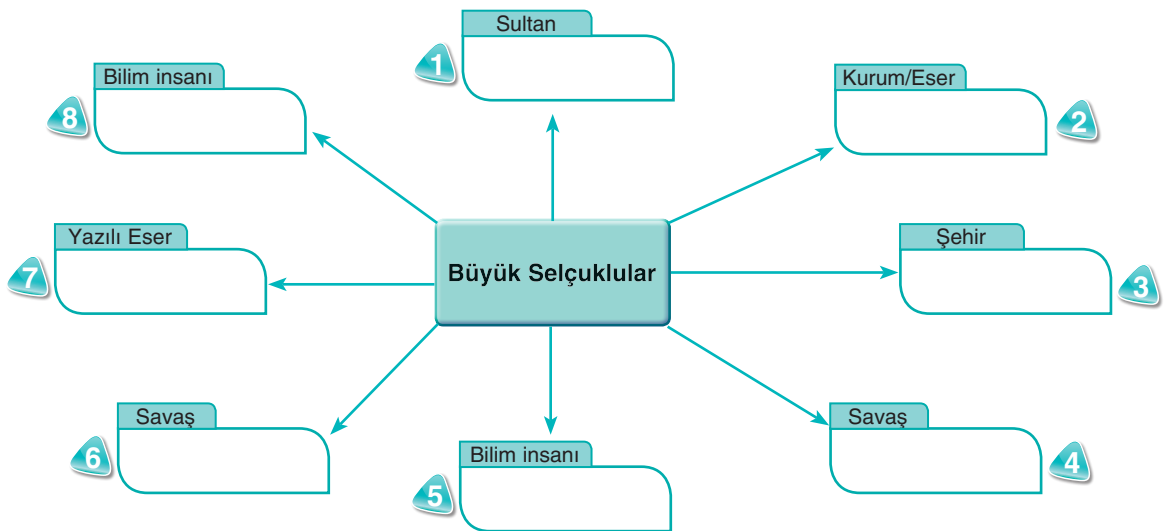 Sultan
1
Kurum/Eser
2
Şehir
3
Savaş
4
Bilim insanı
5
Savaş
6
Yazılı Eser
7
Bilim insanı
8
Büyük Selçuklular